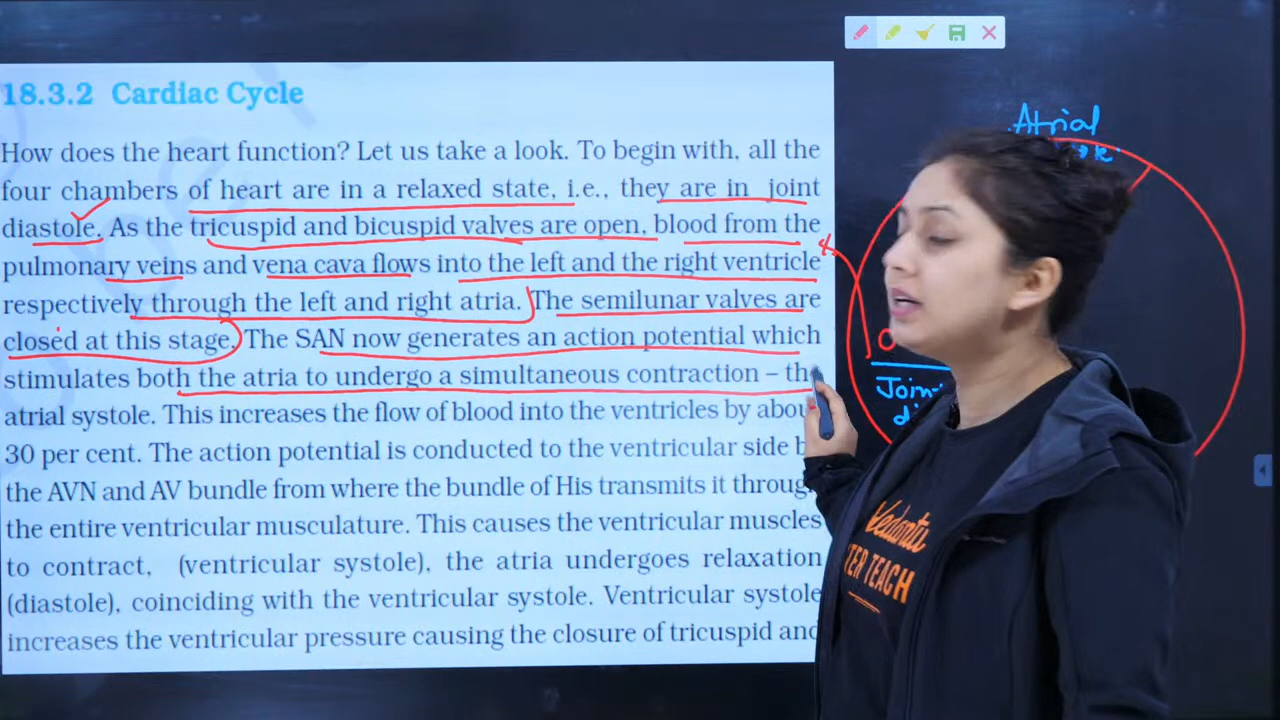 18.3.2 Cardiac Cycle
How does the heart function? Let us take a look. To begin with, all the
four chambers of heart are in a relaxed state, i.e., they are in joint
diastole. As the tricuspid and bicuspid valves are open, blood from the
pulmonary veins and vena cava flows into the left and the right ventricle
respectively through the left and right atria. The semilunar valves are
closed at this stage. The SAN now generates an action potential which
stimulates both the atria to undergo a simultaneous contraction – the
atrial systole. This increases the flow of blood into the ventricles by
30 per cent. The action potential is conducted to the ventricular side
the AVN and AV bundle from where the bundle of His transmits it
the entire ventricular musculature. This causes the ventricular muscles
to contract, (ventricular systole), the atria undergoes relaxation
(diastole), coinciding with the ventricular systole. Ventricular systole
increases the ventricular pressure causing the closure of tricuspid and
Atrial
Vedantu
TEACH